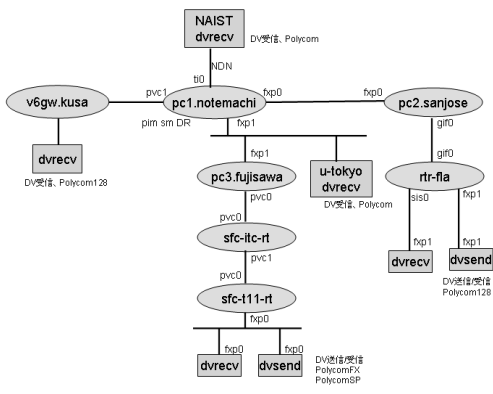 NAIST
dvrecv
DV受信、Polycom
NDN
ti0
v6gw.kusa
pvc1
pc1.notemachi
fxp0
fxp0
pc2.sanjose
pim sm DR
fxp1
gif0
dvrecv
DV受信、Polycom128
fxp1
pc3.fujisawa
u-tokyo
dvrecv
DV受信、Polycom
gif0
rtr-fla
pvc0
sis0
fxp1
pvc0
sfc-itc-rt
fxp1
fxp1
dvrecv
dvsend
pvc1
DV送信/受信
Polycom128
pvc0
sfc-t11-rt
fxp0
fxp0
fxp0
dvrecv
dvsend
DV送信/受信
PolycomFX
PolycomSP